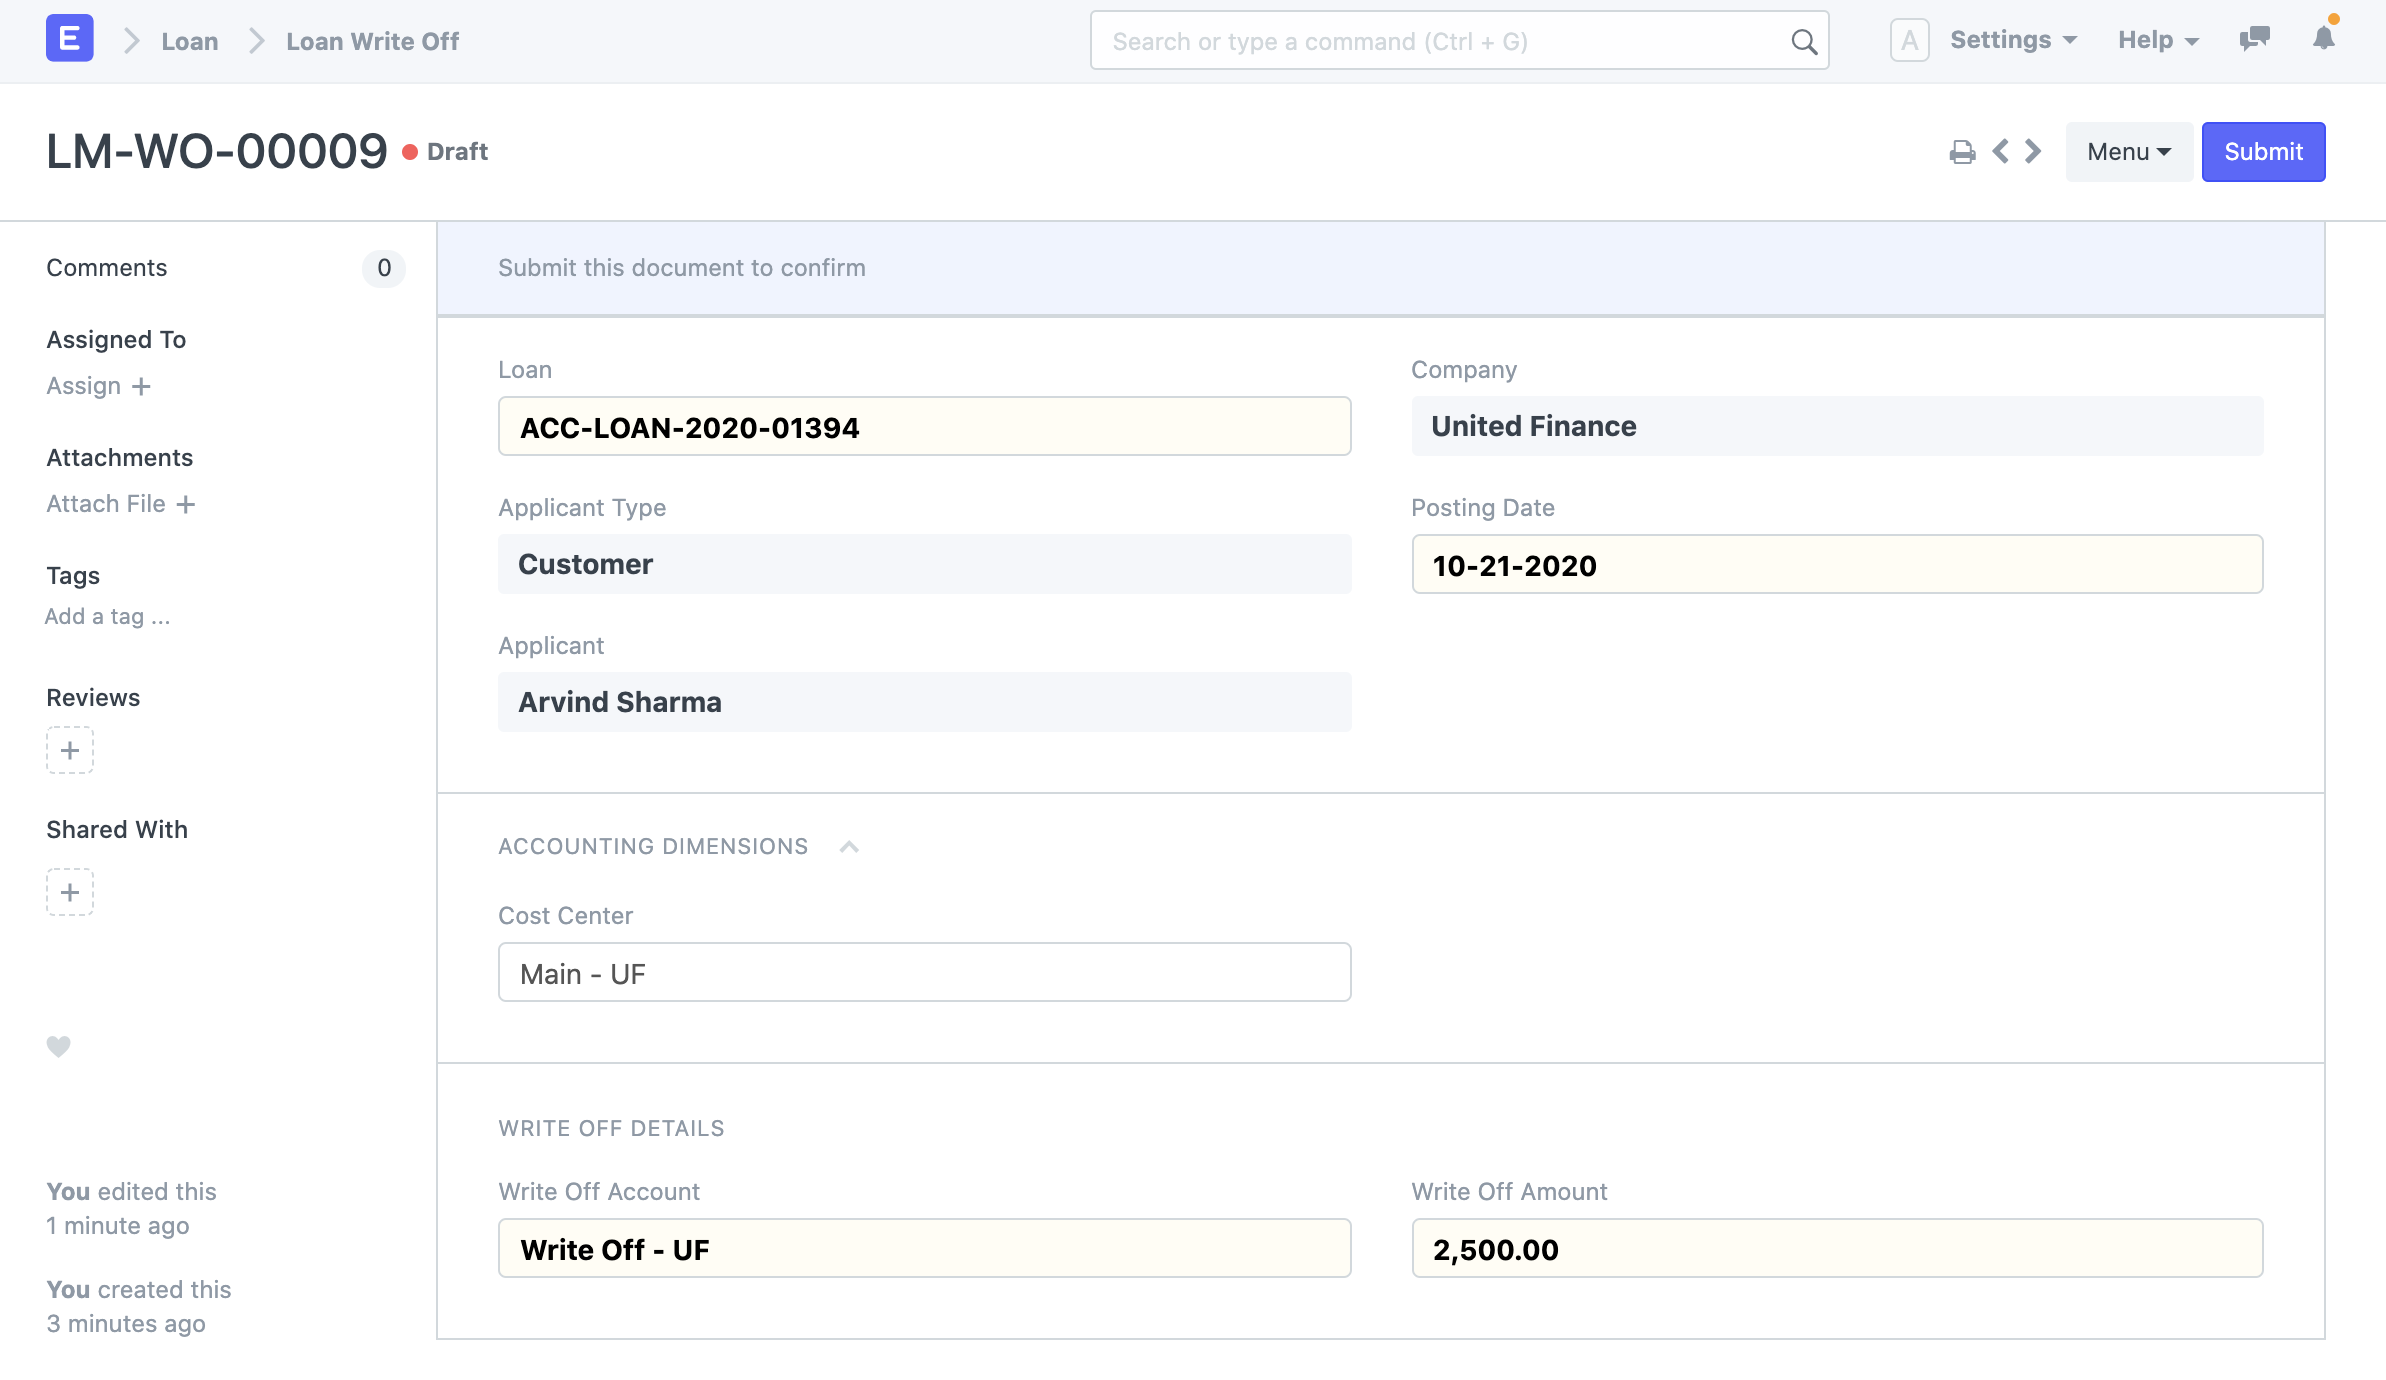 E Loan Loan Write Off Search or type a command (Ctrl + G) A Settings Help
LM-WO-00009 Draft Menu Submit
Comments 0
Assigned To
Assign +
Attachments
Attach File +
Tags
Add a tag ...
Reviews
+
Shared With
+
You edited this
1 minute ago
You created this
3 minutes ago
Submit this document to confirm
Loan
ACC-LOAN-2020-01394
Company
United Finance
Applicant Type
Customer
Posting Date
10-21-2020
Applicant
Arvind Sharma
ACCOUNTING DIMENSIONS
Cost Center
Main - UF
WRITE OFF DETAILS
Write Off Account
Write Off - UF
Write Off Amount
2,500.00